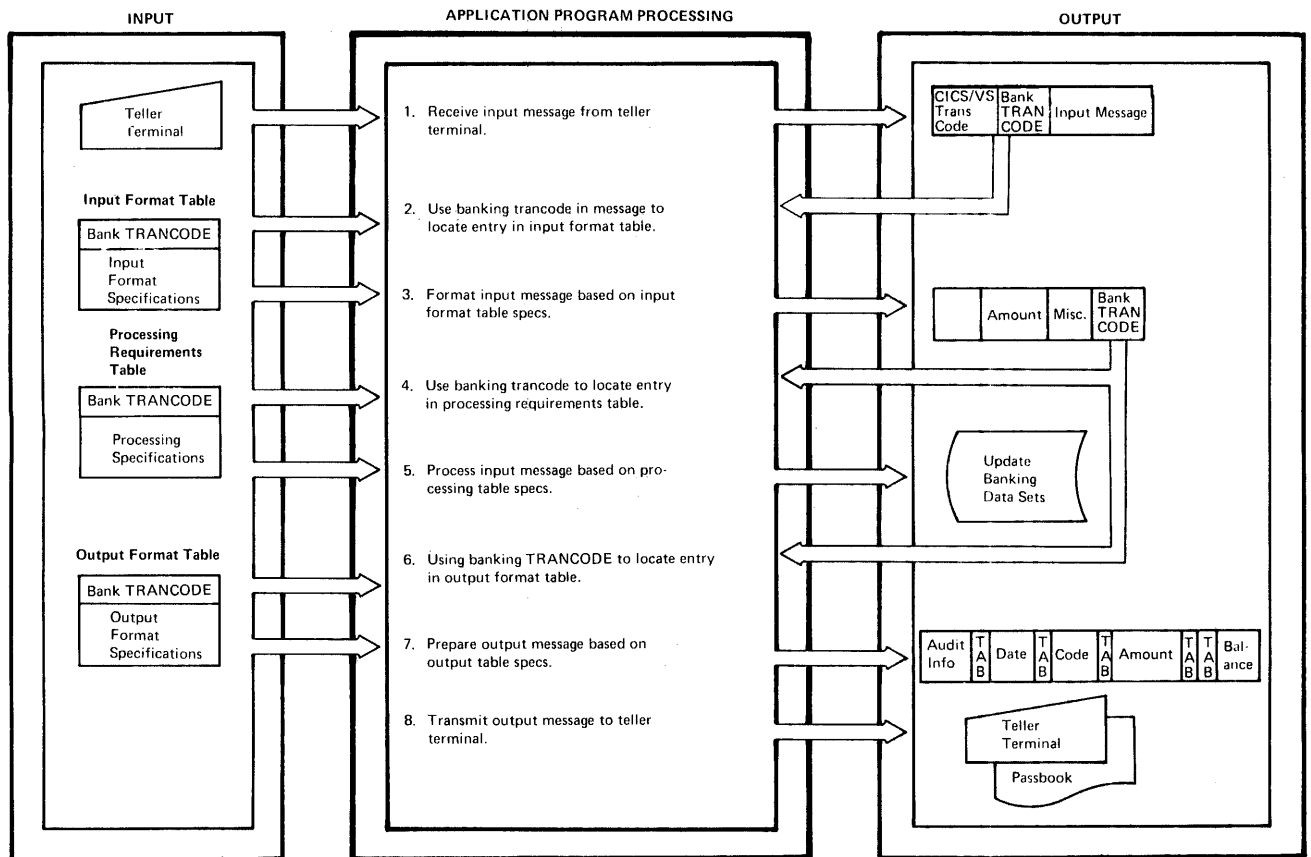 INPUT
APPLICATION PROGRAM PROCESSING
OUTPUT
Teller
Terminal
Input Format Table
Bank TRANCODE
Input
Format
Specifications
Processing
Requirements
Table
Bank TRANCODE
Processing
Specifications
Output Format Table
Bank TRANCODE
Output
Format
Specifications
1. Receive input message from teller
terminal.
2. Use banking trancode in message to
locate entry in input format table.
3. Format input message based on input
format table specs.
4. Use banking trancode to locate entry
in processing requirements table.
5. Process input message based on pro-
cessing table specs.
6. Using banking TRANCODE to locate entry
in output format table.
7. Prepare output message based on
output table specs.
8. Transmit output message to teller
terminal.
CICS/VS
Trans
Code
Bank
TRAN
CODE
Input Message
Amount
Misc.
Bank
TRAN
CODE
Update
Banking
Data Sets
Audit
Info
TAB
Date
TAB
Code
TAB
Amount
TAB
TAB
Bal-
ance
Teller
Terminal
Passbook